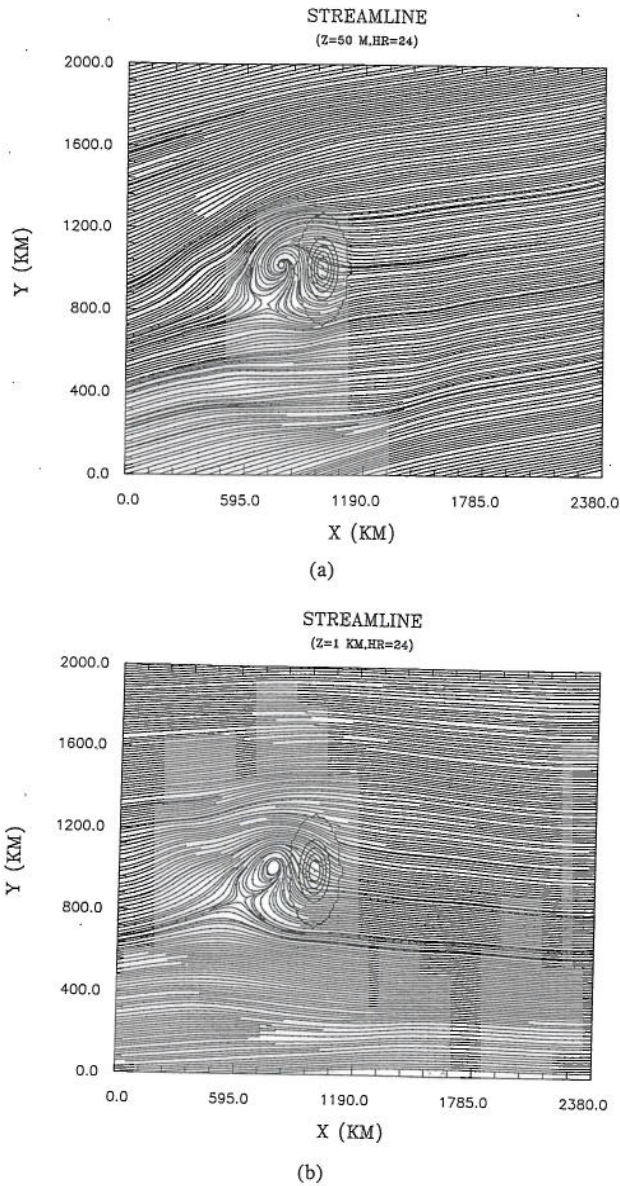 STREAMLINE
(Z=50 M,HR=24)
2000.0
1600.0
1200.0
800.0
400.0
0.0
Y (KM)
0.0 595.0 1190.0 1785.0 2380.0
X (KM)
(a)
STREAMLINE
(Z=1 KM,HR=24)
2000.0
1600.0
1200.0
800.0
400.0
0.0
Y (KM)
0.0 595.0 1190.0 1785.0 2380.0
X (KM)
(b)